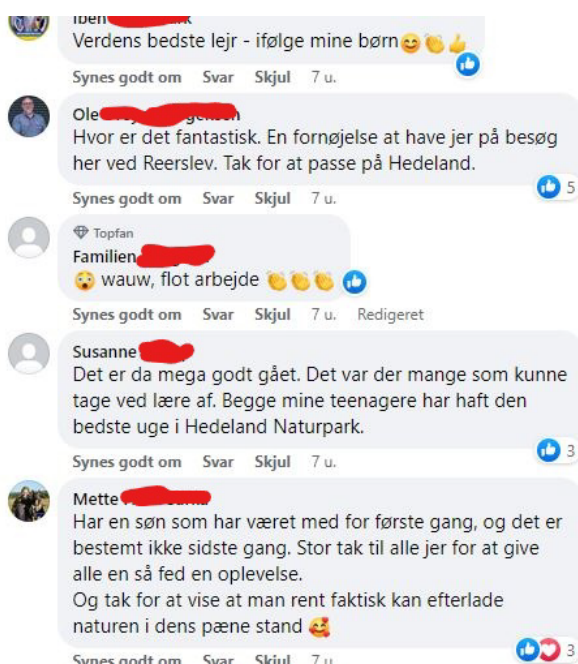 Iben
Verdens bedste lejr - ifølge mine børn😊👏👍
Synes godt om Svar Skjul 7 u.
Ole
Hvor er det fantastisk. En fornøjelse at have jer på besøg
her ved Reerslev. Tak for at passe på Hedeland.
5
Synes godt om Svar Skjul 7 u.
Topfan
Familien
😲 wauw, flot arbejde 👏👏👏
Synes godt om Svar Skjul 7 u. Redigeret
Susanne
Det er da mega godt gået. Det var der mange som kunne
tage ved lære af. Begge mine teenagere har haft den
bedste uge i Hedeland Naturpark.
3
Synes godt om Svar Skjul 7 u.
Mette
Har en søn som har været med for første gang, og det er
bestemt ikke sidste gang. Stor tak til alle jer for at give
alle en så fed en oplevelse.
Og tak for at vise at man rent faktisk kan efterlade
naturen i dens pæne stand 🥰
3
Synes godt om Svar Skjul 7 u.